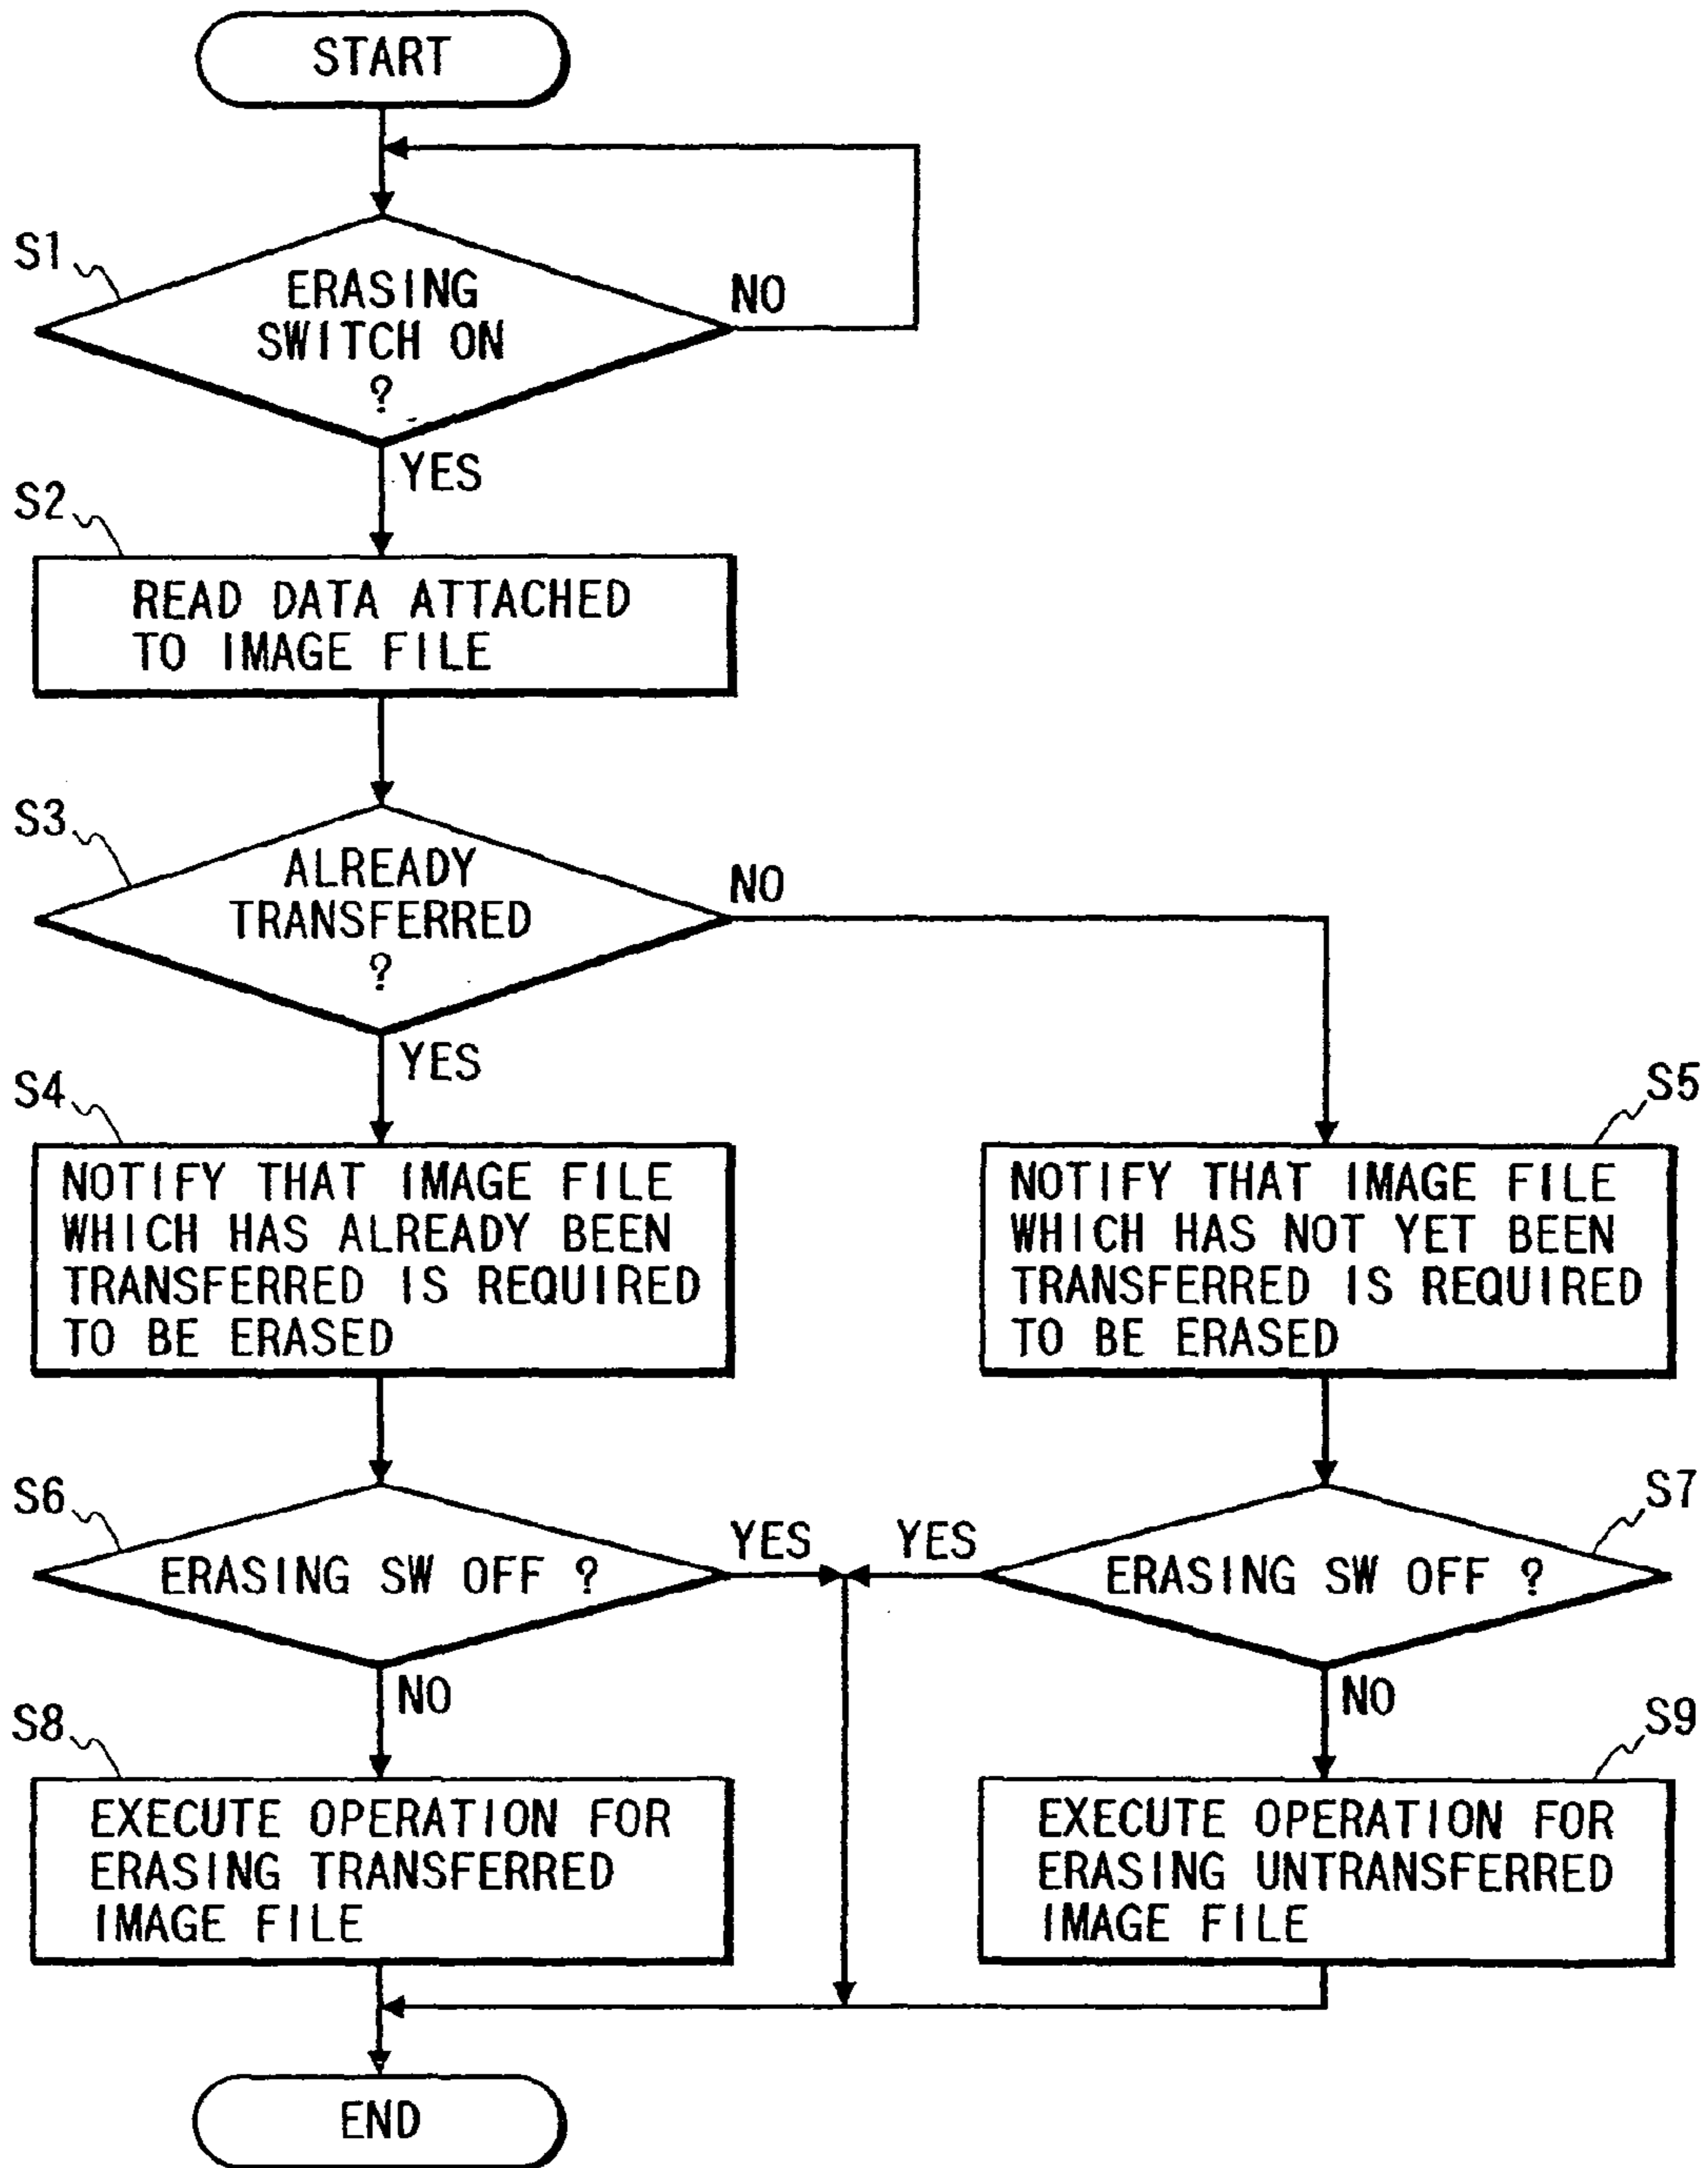 START
S1
ERASING
SWITCH ON
?
NO
YES
S2
READ DATA ATTACHED
TO IMAGE FILE
S3
ALREADY
TRANSFERRED
?
NO
YES
S4
NOTIFY THAT IMAGE FILE
WHICH HAS ALREADY BEEN
TRANSFERRED IS REQUIRED
TO BE ERASED
S5
NOTIFY THAT IMAGE FILE
WHICH HAS NOT YET BEEN
TRANSFERRED IS REQUIRED
TO BE ERASED
S6
ERASING SW OFF ?
YES
NO
S7
ERASING SW OFF ?
YES
NO
S8
EXECUTE OPERATION FOR
ERASING TRANSFERRED
IMAGE FILE
S9
EXECUTE OPERATION FOR
ERASING UNTRANSFERRED
IMAGE FILE
END